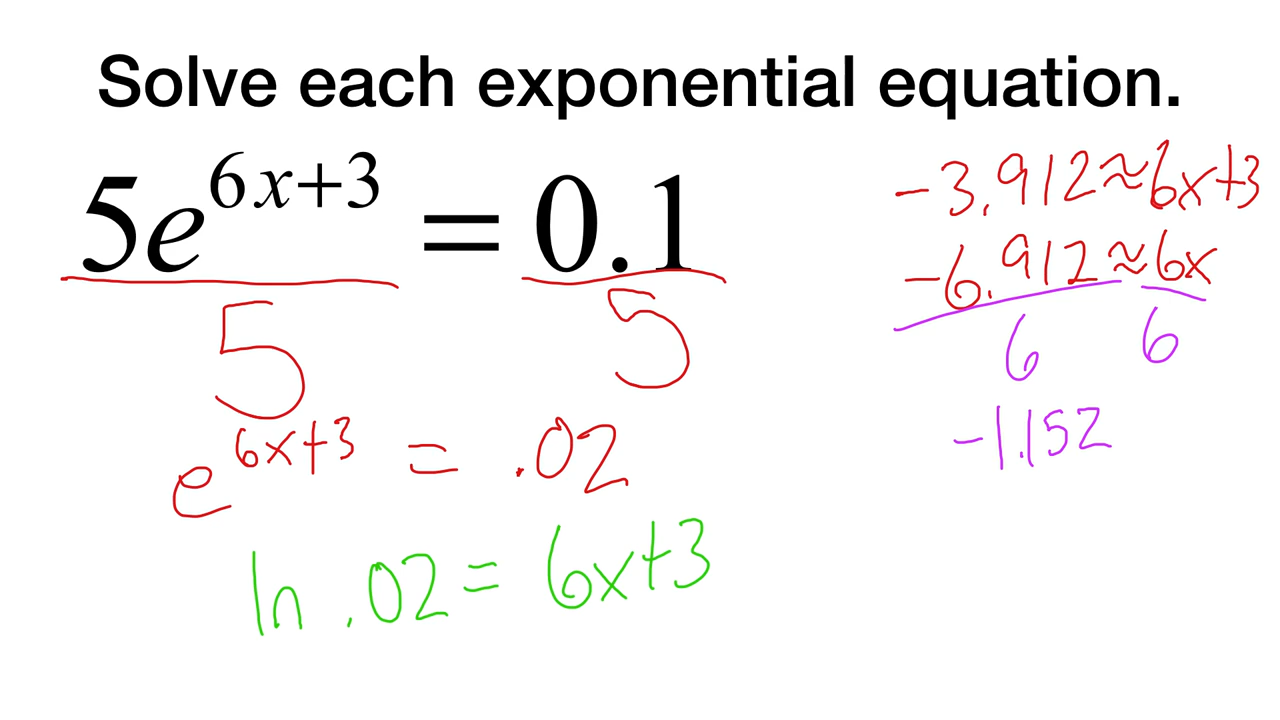 Solve each exponential equation.
5e^{6x+3} = 0.1
5 5
e^{6x+3} = .02
ln .02 = 6x+3
-3.912≈6x+3
-6.912≈6x
6 6
-1.152